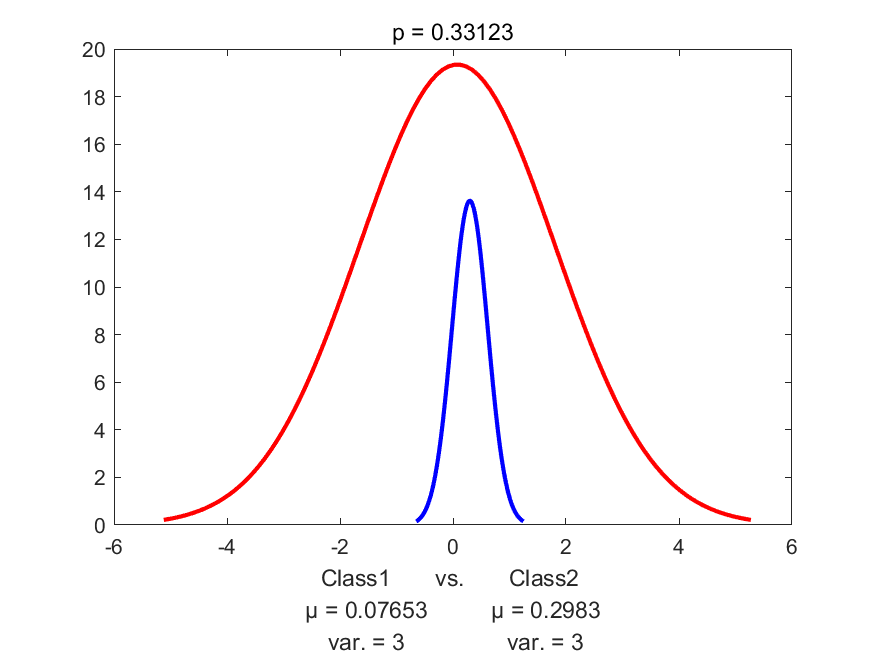 p = 0.33123
20
18
16
14
12
10
8
6
4
2
0
-6 -4 -2 0 2 4 6
Class1 vs. Class2
μ = 0.07653 μ = 0.2983
var. = 3 var. = 3